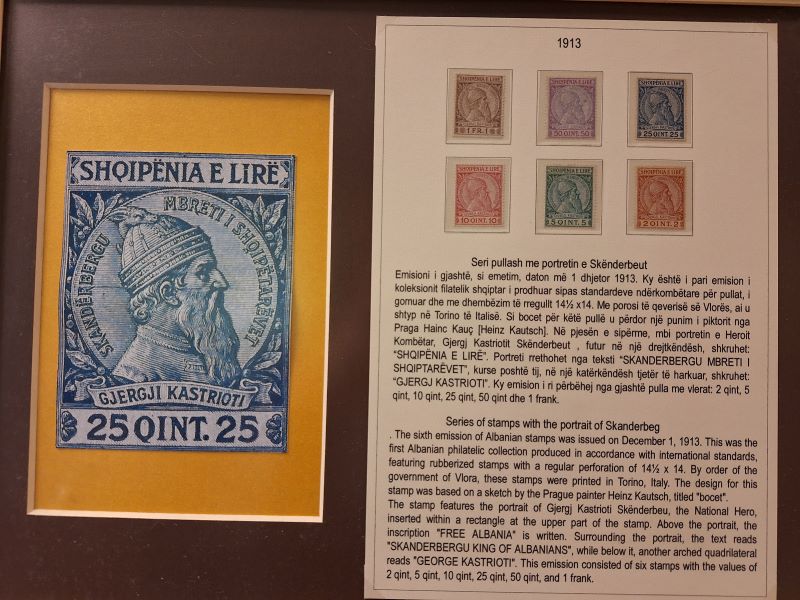 SHQIPËNIA E LIRË
SKANDËRBERGU MBRETI I SHQIPËTARËVET
GJERGJI KASTRIOTI
25 QINT. 25
1913
SHQIPËNIA E LIRE
1 FR. 1
SHQIPËNIA E LIRE
50 QINT. 50
SHQIPËNIA E LIRE
25 QINT 25
SHQIPËNIA E LIRE
10 QINT. 10
SHQIPËNIA E LIRE
5 QINT. 5
SHQIPËNIA E LIRE
2 QINT. 2
Seri pullash me portretin e Skënderbeut
Emisioni i gjashtë, si emetim, daton më 1 dhjetor 1913. Ky është i pari emision i
koleksionit filatelik shqiptar i prodhuar sipas standardeve ndërkombëtare për pullat, i
gomuar dhe me dhembëzim të rregullt 14½ x14. Me porosi të qeverisë së Vlorës, ai u
shtyp në Torino të Italisë. Si bocet për këtë pullë u përdor një punim i piktorit nga
Praga Hainc Kauç [Heinz Kautsch]. Në pjesën e sipërme, mbi portretin e Heroit
Kombëtar, Gjergj Kastriotit Skënderbeut , futur në një drejtkëndësh, shkruhet:
"SHQIPËNIA E LIRË". Portreti rrethohet nga teksti "SKANDERBERGU MBRETI I
SHQIPTARËVET", kurse poshtë tij, në një katërkëndësh tjetër të harkuar, shkruhet:
"GJERGJ KASTRIOTI". Ky emision i ri përbëhej nga gjashtë pulla me vlerat: 2 qint, 5
qint, 10 qint, 25 qint, 50 qint dhe 1 frank.
Series of stamps with the portrait of Skanderbeg
. The sixth emission of Albanian stamps was issued on December 1, 1913. This was the
first Albanian philatelic collection produced in accordance with international standards,
featuring rubberized stamps with a regular perforation of 14½ x 14. By order of the
government of Vlora, these stamps were printed in Torino, Italy. The design for this
stamp was based on a sketch by the Prague painter Heinz Kautsch, titled "bocet".
The stamp features the portrait of Gjergj Kastrioti Skënderbeu, the National Hero,
inserted within a rectangle at the upper part of the stamp. Above the portrait, the
inscription "FREE ALBANIA" is written. Surrounding the portrait, the text reads
"SKANDERBERGU KING OF ALBANIANS", while below it, another arched quadrilateral
reads "GEORGE KASTRIOTI". This emission consisted of six stamps with the values of
2 qint, 5 qint, 10 qint, 25 qint, 50 qint, and 1 frank.